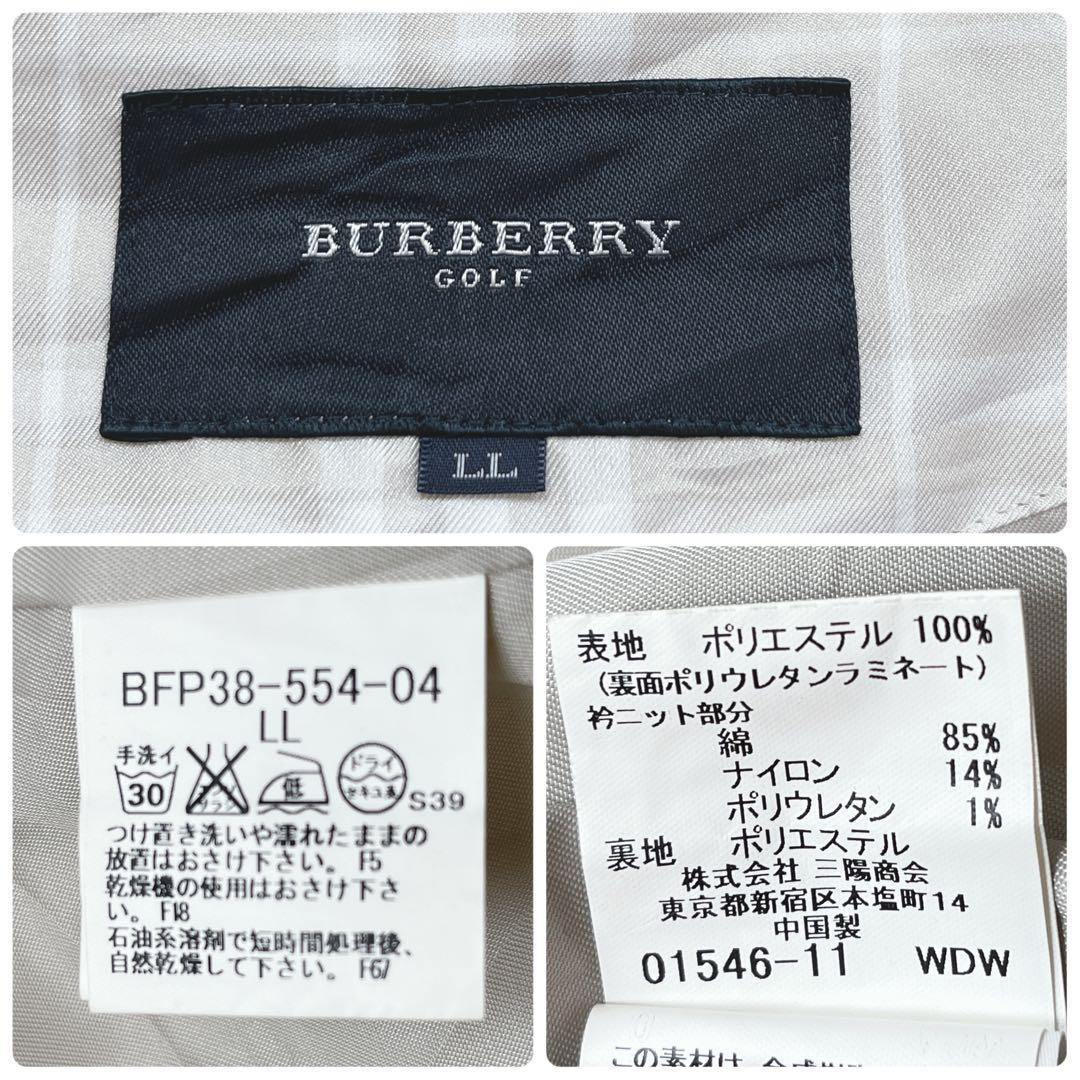 BURBERRY
GOLF
LL
BFP38-554-04
LL
手洗イ
30
低
ドライ
セキユ系
S39
つけ置き洗いや濡れたままの
放置はおさけ下さい。 F5
乾燥機の使用はおさけ下さ
い。 F18
石油系溶剤で短時間処理後、
自然乾燥して下さい。 F67
表地 ポリエステル 100%
(裏面ポリウレタンラミネート)
衿ニット部分
綿 85%
ナイロン 14%
ポリウレタン 1%
裏地 ポリエステル
株式会社 三陽商会
東京都新宿区本塩町14
中国製
01546-11 WDW
この素材は